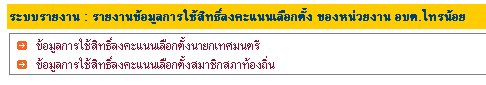 ระบบรายงาน : รายงานข้อมูลการใช้สิทธิ์ลงคะแนนเลือกตั้ง ของหน่วยงาน อบต.ไทรน้อย
ข้อมูลการใช้สิทธิ์ลงคะแนนเลือกตั้งนายกเทศมนตรี
ข้อมูลการใช้สิทธิ์ลงคะแนนเลือกตั้งสมาชิกสภาท้องถิ่น